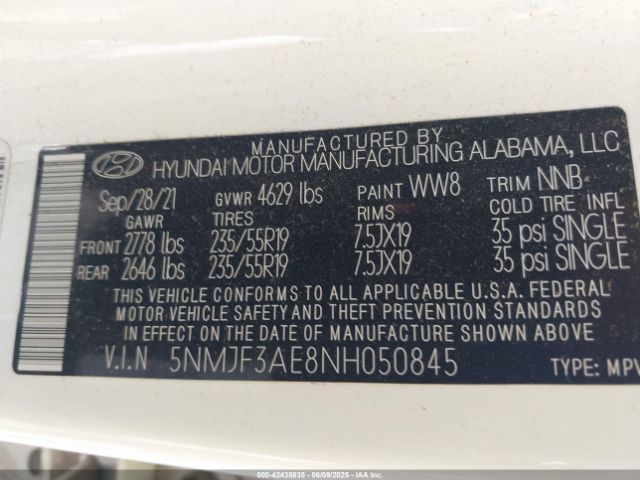 MANUFACTURED BY
HYUNDAI MOTOR MANUFACTURING ALABAMA, LLC
Sep/28/21 GVWR 4629 lbs PAINT WW8 TRIM NNB
GAWR TIRES RIMS COLD TIRE INFL
FRONT 2778 lbs 235/55R19 7.5JX19 35 psi SINGLE
REAR 2646 lbs 235/55R19 7.5JX19 35 psi SINGLE
THIS VEHICLE CONFORMS TO ALL APPLICABLE U.S.A. FEDERAL
MOTOR VEHICLE SAFETY AND THEFT PREVENTION STANDARDS
IN EFFECT ON THE DATE OF MANUFACTURE SHOWN ABOVE
V.I.N 5NMJF3AE8NH050845 TYPE: MPV
000-42435835 - 06/09/2025 - IAAI.COM